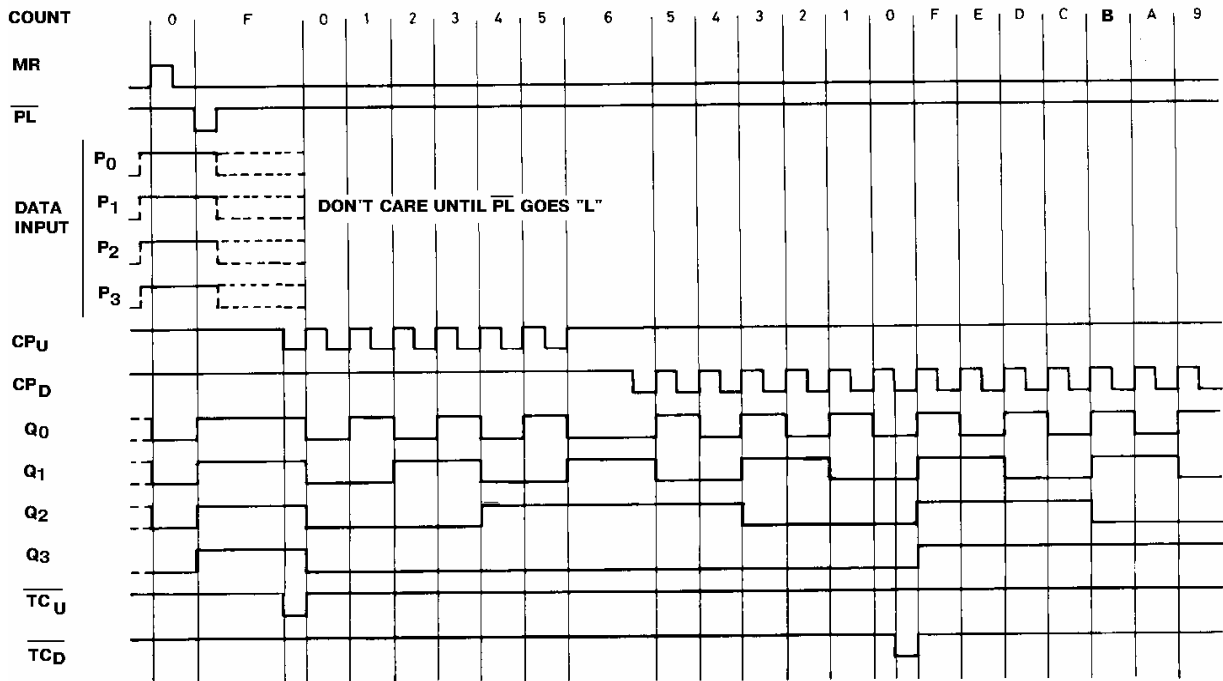 COUNT 0 F 0 1 2 3 4 5 6 5 4 3 2 1 0 F E D C B A 9
MR
PL
DATA INPUT
P0
P1 DON'T CARE UNTIL PL GOES "L"
P2
P3
CPU
CPD
Q0
Q1
Q2
Q3
TCU
TCD